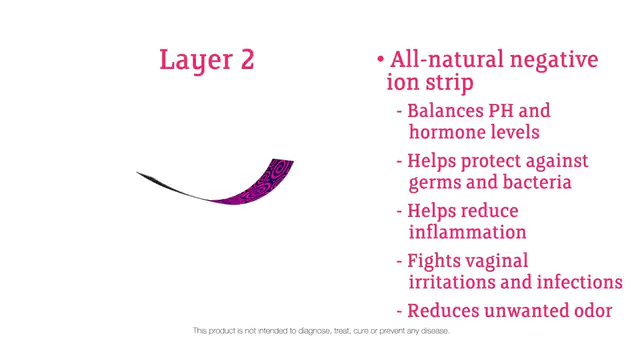 Layer 2
• All-natural negative
ion strip
- Balances PH and
hormone levels
- Helps protect against
germs and bacteria
- Helps reduce
inflammation
- Fights vaginal
irritations and infections
- Reduces unwanted odor
This product is not intended to diagnose, treat, cure or prevent any disease.